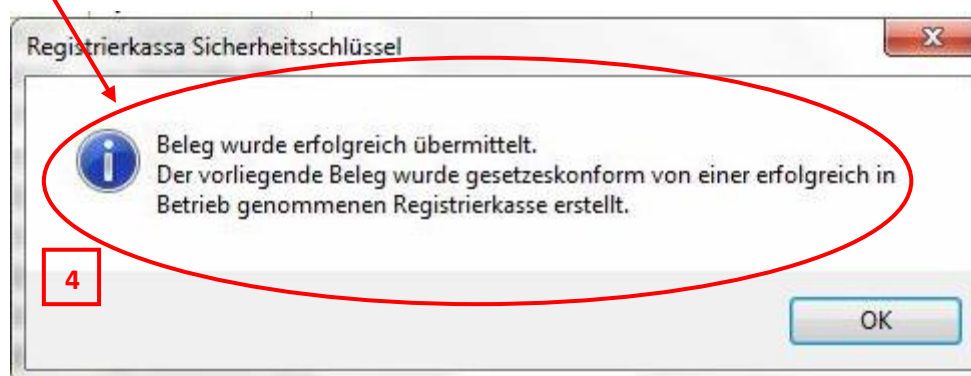 Registrierkassa Sicherheitsschlüssel
Beleg wurde erfolgreich übermittelt.
Der vorliegende Beleg wurde gesetzeskonform von einer erfolgreich in
Betrieb genommenen Registrierkasse erstellt.
4
OK